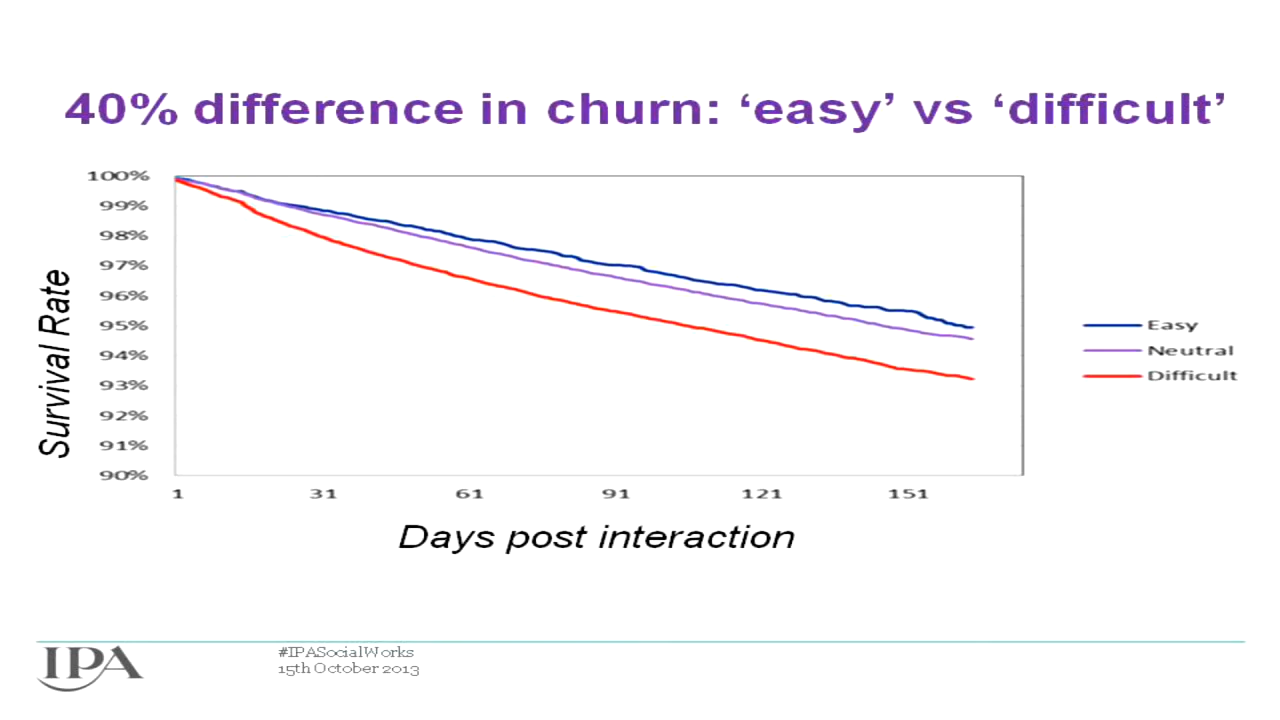 40% difference in churn: ‘easy’ vs ‘difficult’
100%
99%
98%
97%
96%
95%
94%
93%
92%
91%
90%
Survival Rate
1 31 61 91 121 151
Days post interaction
Easy
Neutral
Difficult
IPA
#IPASocialWorks
15th October 2013